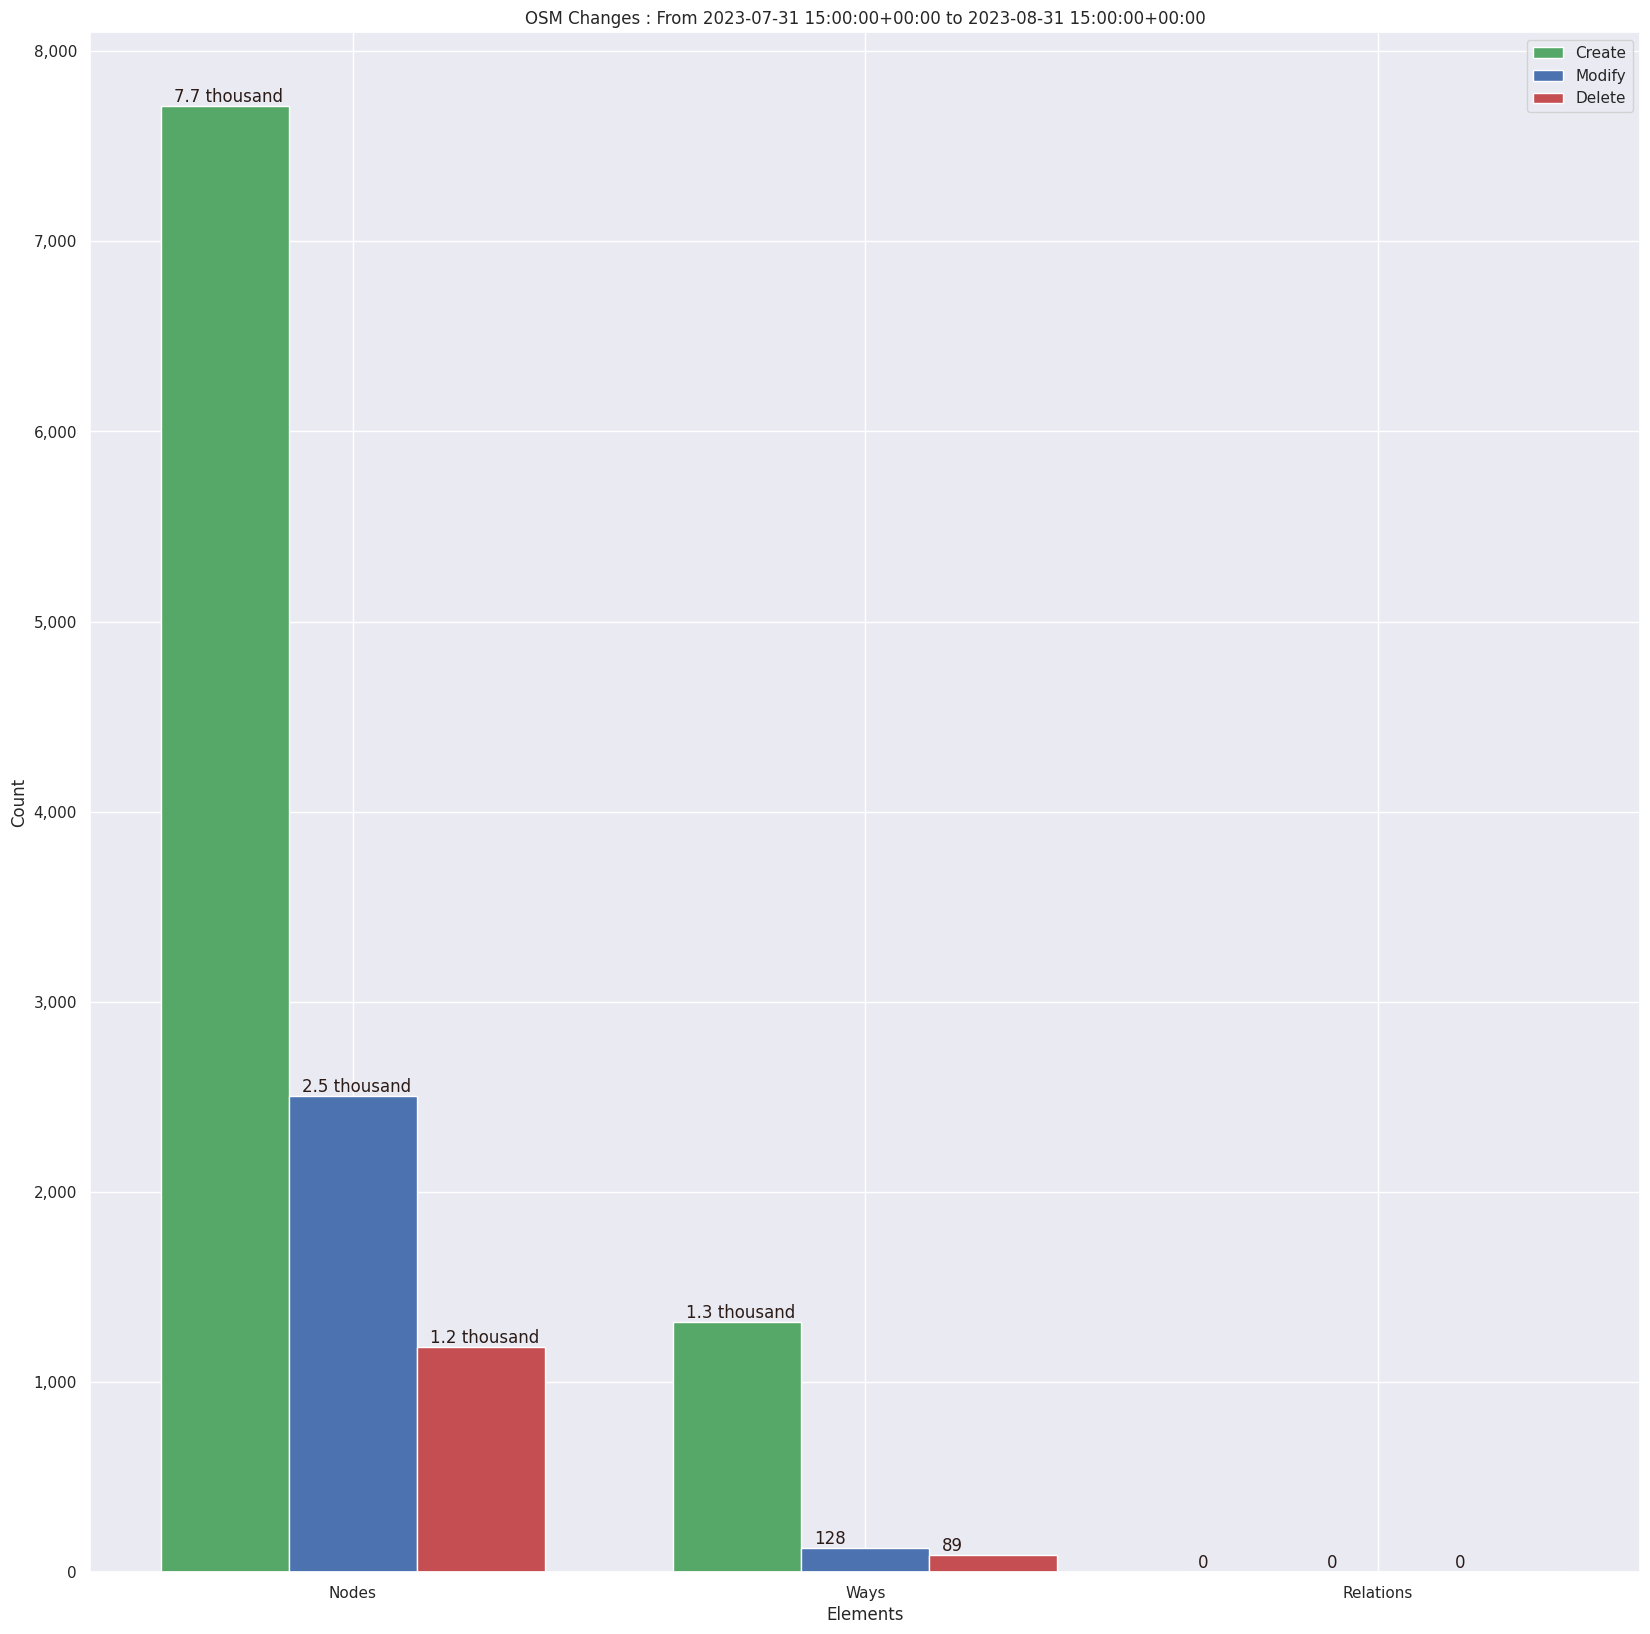 OSM Changes : From 2023-07-31 15:00:00+00:00 to 2023-08-31 15:00:00+00:00
Create
Modify
Delete
8,000
7,000
6,000
5,000
4,000
3,000
2,000
1,000
0
Count
7.7 thousand
2.5 thousand
1.2 thousand
1.3 thousand
128
89
0
0
0
Nodes
Ways
Relations
Elements